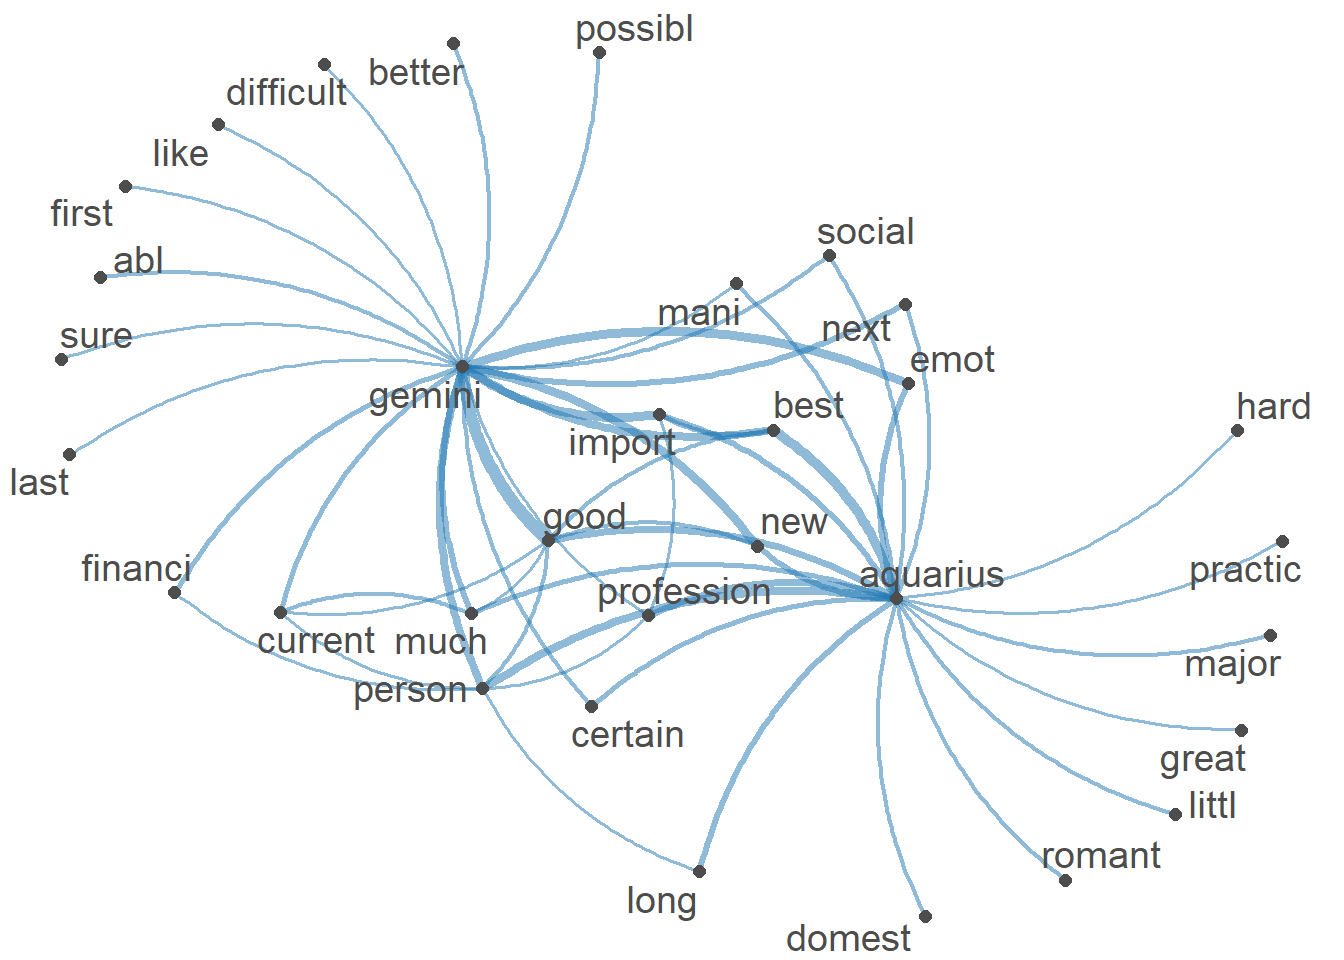 possibl
better
difficult
like
first
social
abl
mani
next
sure
emot
gemini
best
hard
import
last
good
new
financi
aquarius
practic
profession
current
much
major
person
certain
great
littl
romant
long
domest